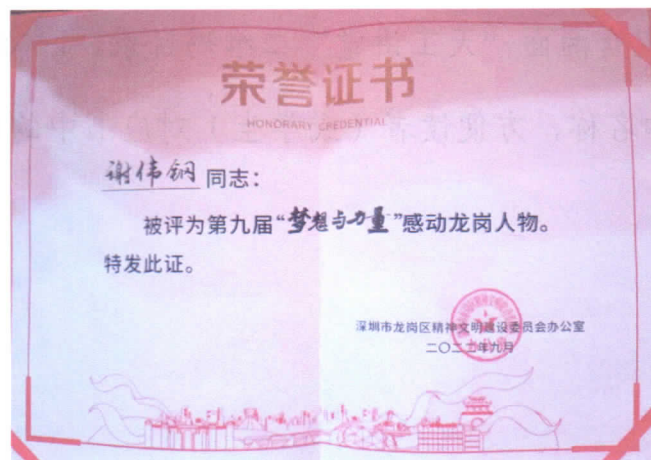 荣誉证书
HONORARY CREDENTIAL
谢伟钢 同志：
被评为第九届“梦想与力量”感动龙岗人物。
特发此证。
深圳市龙岗区精神文明建设委员会办公室
二〇二二年九月